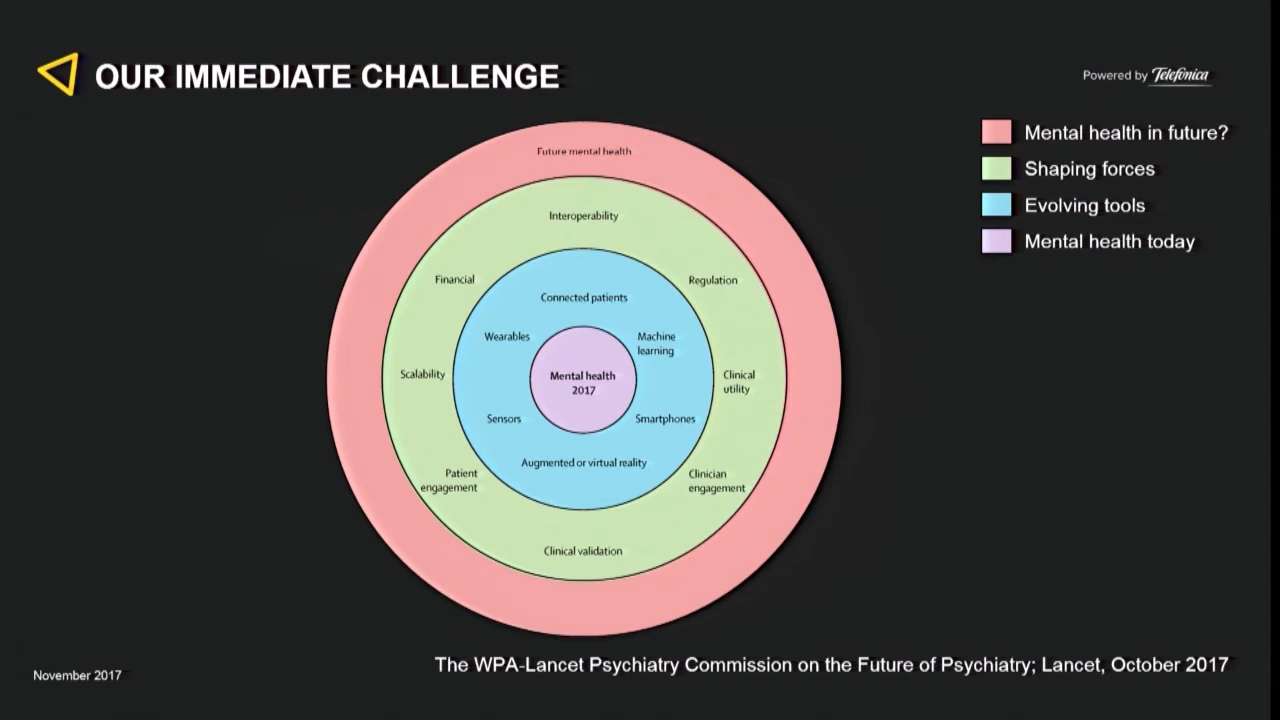 OUR IMMEDIATE CHALLENGE
Powered by Telefónica
Mental health in future?
Shaping forces
Evolving tools
Mental health today
Future mental health
Interoperability
Financial
Regulation
Connected patients
Wearables
Machine
learning
Scalability
Mental health
2017
Clinical
utility
Sensors
Smartphones
Augmented or virtual reality
Patient
engagement
Clinician
engagement
Clinical validation
The WPA-Lancet Psychiatry Commission on the Future of Psychiatry; Lancet, October 2017
November 2017